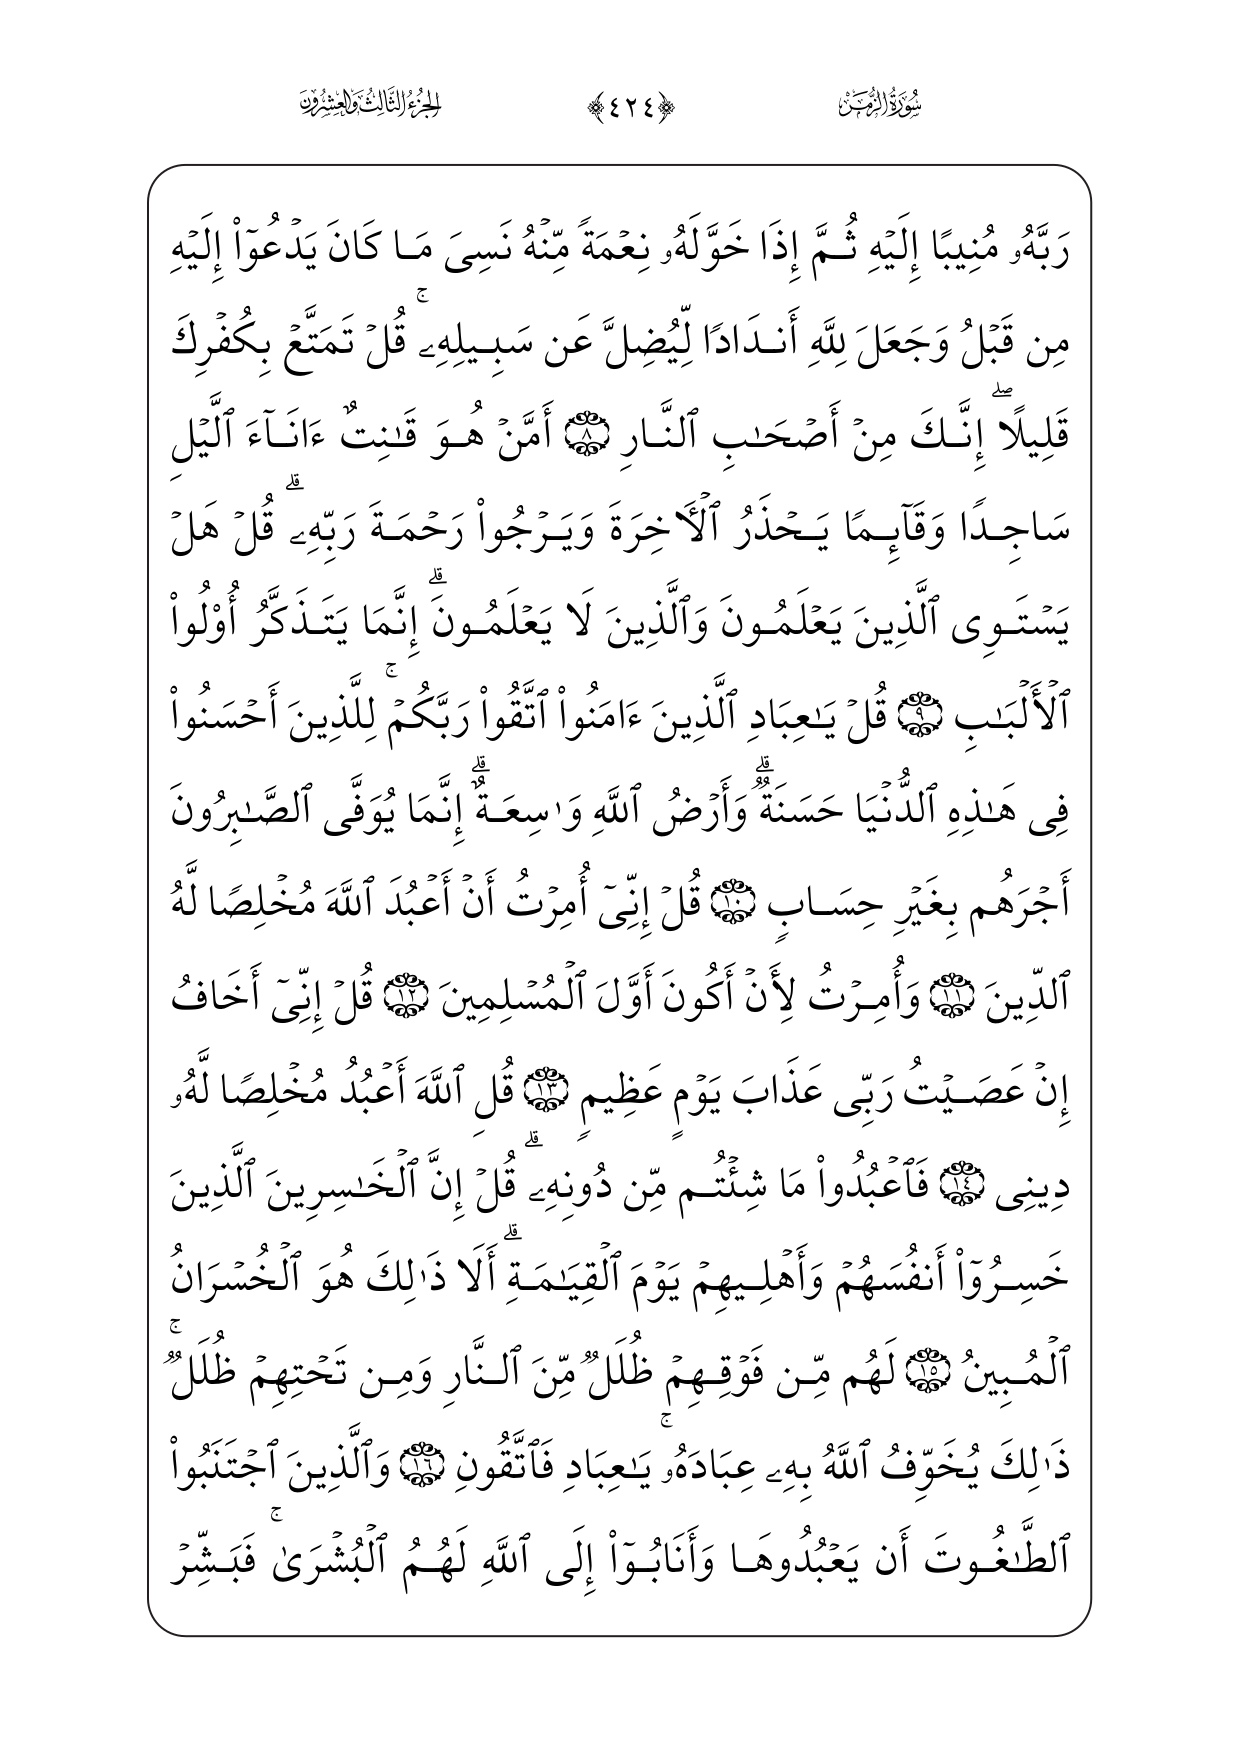 سُورَةُ الزُّمَرِ ﴿٤٢٤﴾ الجُزْءُ الثَّالِثُ وَالعِشْرُونَ
رَبَّهُۥ مُنِيبًا إِلَيۡهِ ثُمَّ إِذَا خَوَّلَهُۥ نِعۡمَةٗ مِّنۡهُ نَسِيَ مَا كَانَ يَدۡعُوٓاْ إِلَيۡهِ
مِن قَبۡلُ وَجَعَلَ لِلَّهِ أَندَادٗا لِّيُضِلَّ عَن سَبِيلِهِۦۚ قُلۡ تَمَتَّعۡ بِكُفۡرِكَ
قَلِيلًاۖ إِنَّكَ مِنۡ أَصۡحَٰبِ ٱلنَّارِ ٨ أَمَّنۡ هُوَ قَٰنِتٌ ءَانَآءَ ٱلَّيۡلِ
سَاجِدٗا وَقَآئِمٗا يَحۡذَرُ ٱلۡأٓخِرَةَ وَيَرۡجُواْ رَحۡمَةَ رَبِّهِۦۗ قُلۡ هَلۡ
يَسۡتَوِي ٱلَّذِينَ يَعۡلَمُونَ وَٱلَّذِينَ لَا يَعۡلَمُونَۗ إِنَّمَا يَتَذَكَّرُ أُوْلُواْ
ٱلۡأَلۡبَٰبِ ٩ قُلۡ يَٰعِبَادِ ٱلَّذِينَ ءَامَنُواْ ٱتَّقُواْ رَبَّكُمۡۚ لِلَّذِينَ أَحۡسَنُواْ
فِي هَٰذِهِ ٱلدُّنۡيَا حَسَنَةٞۗ وَأَرۡضُ ٱللَّهِ وَٰسِعَةٌۗ إِنَّمَا يُوَفَّى ٱلصَّٰبِرُونَ
أَجۡرَهُم بِغَيۡرِ حِسَابٖ ١٠ قُلۡ إِنِّيٓ أُمِرۡتُ أَنۡ أَعۡبُدَ ٱللَّهَ مُخۡلِصٗا لَّهُ
ٱلدِّينَ ١١ وَأُمِرۡتُ لِأَنۡ أَكُونَ أَوَّلَ ٱلۡمُسۡلِمِينَ ١٢ قُلۡ إِنِّيٓ أَخَافُ
إِنۡ عَصَيۡتُ رَبِّي عَذَابَ يَوۡمٍ عَظِيمٖ ١٣ قُلِ ٱللَّهَ أَعۡبُدُ مُخۡلِصٗا لَّهُۥ
دِينِي ١٤ فَٱعۡبُدُواْ مَا شِئۡتُم مِّن دُونِهِۦۗ قُلۡ إِنَّ ٱلۡخَٰسِرِينَ ٱلَّذِينَ
خَسِرُوٓاْ أَنفُسَهُمۡ وَأَهۡلِيهِمۡ يَوۡمَ ٱلۡقِيَٰمَةِۗ أَلَا ذَٰلِكَ هُوَ ٱلۡخُسۡرَانُ
ٱلۡمُبِينُ ١٥ لَهُم مِّن فَوۡقِهِمۡ ظُلَلٞ مِّنَ ٱلنَّارِ وَمِن تَحۡتِهِمۡ ظُلَلٞۚ
ذَٰلِكَ يُخَوِّفُ ٱللَّهُ بِهِۦ عِبَادَهُۥۚ يَٰعِبَادِ فَٱتَّقُونِ ١٦ وَٱلَّذِينَ ٱجۡتَنَبُواْ
ٱلطَّٰغُوتَ أَن يَعۡبُدُوهَا وَأَنَابُوٓاْ إِلَى ٱللَّهِ لَهُمُ ٱلۡبُشۡرَىٰۚ فَبَشِّرۡ